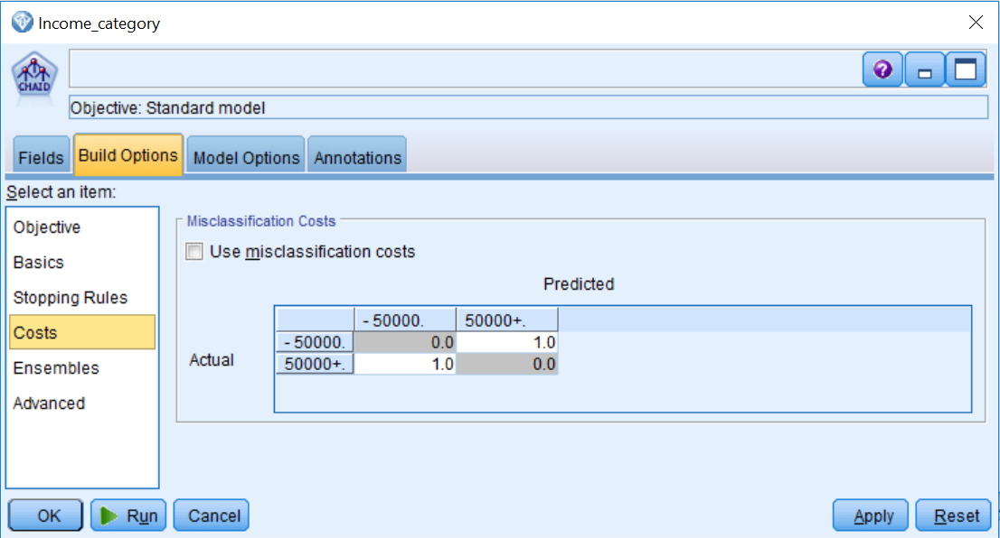 Income_category
CHAID
Objective: Standard model
Fields Build Options Model Options Annotations
Select an item:
Objective
Basics
Stopping Rules
Costs
Ensembles
Advanced
Misclassification Costs
Use misclassification costs
Predicted
- 50000. 50000+.
Actual
- 50000. 0.0 1.0
50000+. 1.0 0.0
OK Run Cancel Apply Reset